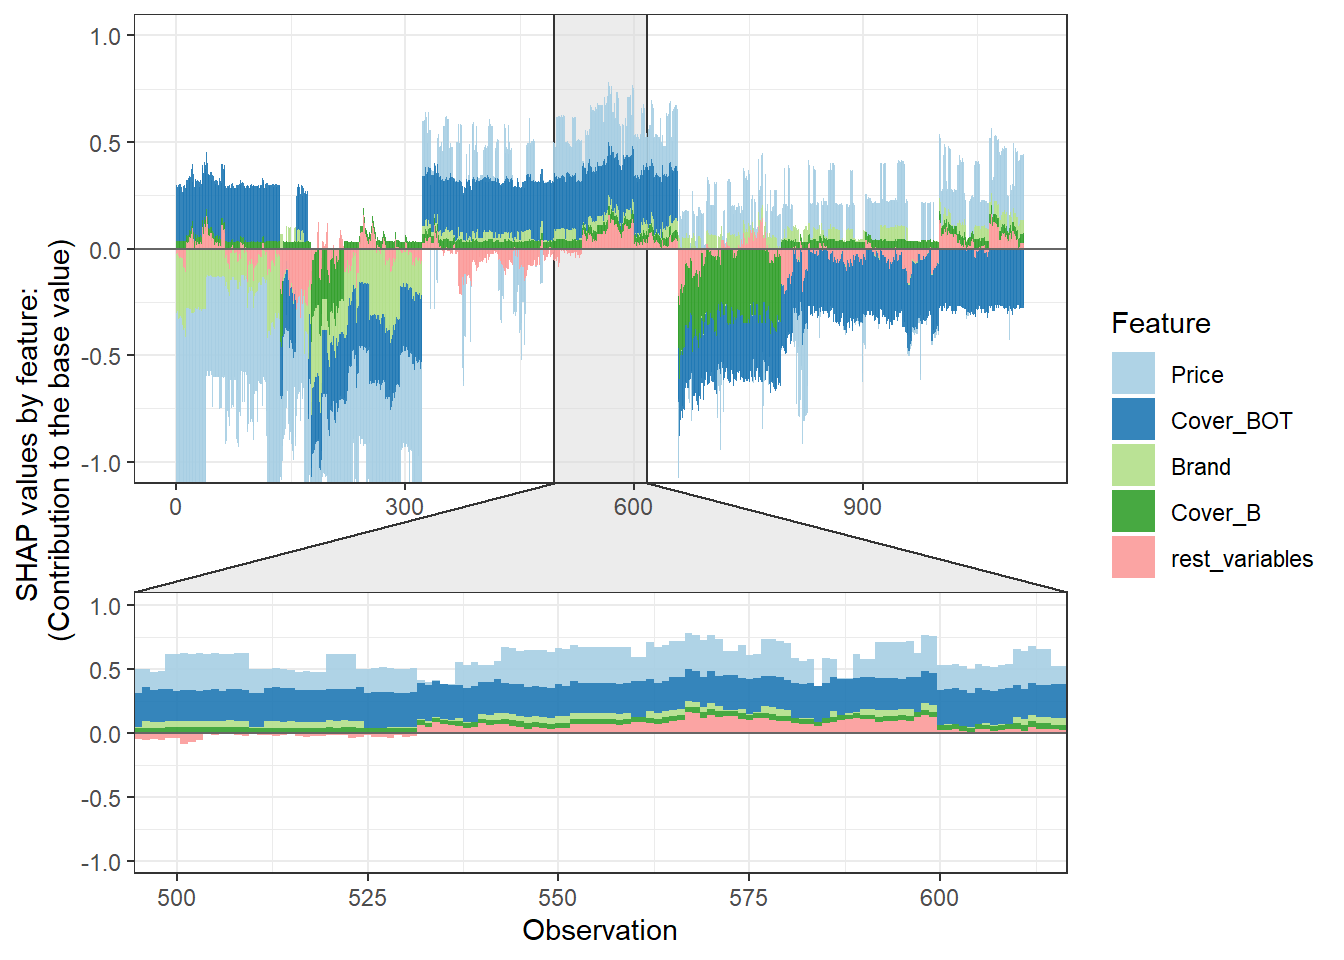 SHAP values by feature:
(Contribution to the base value)
1.0
0.5
0.0
-0.5
-1.0
0 300 600 900
1.0
0.5
0.0
-0.5
-1.0
500 525 550 575 600
Observation
Feature
Price
Cover_BOT
Brand
Cover_B
rest_variables